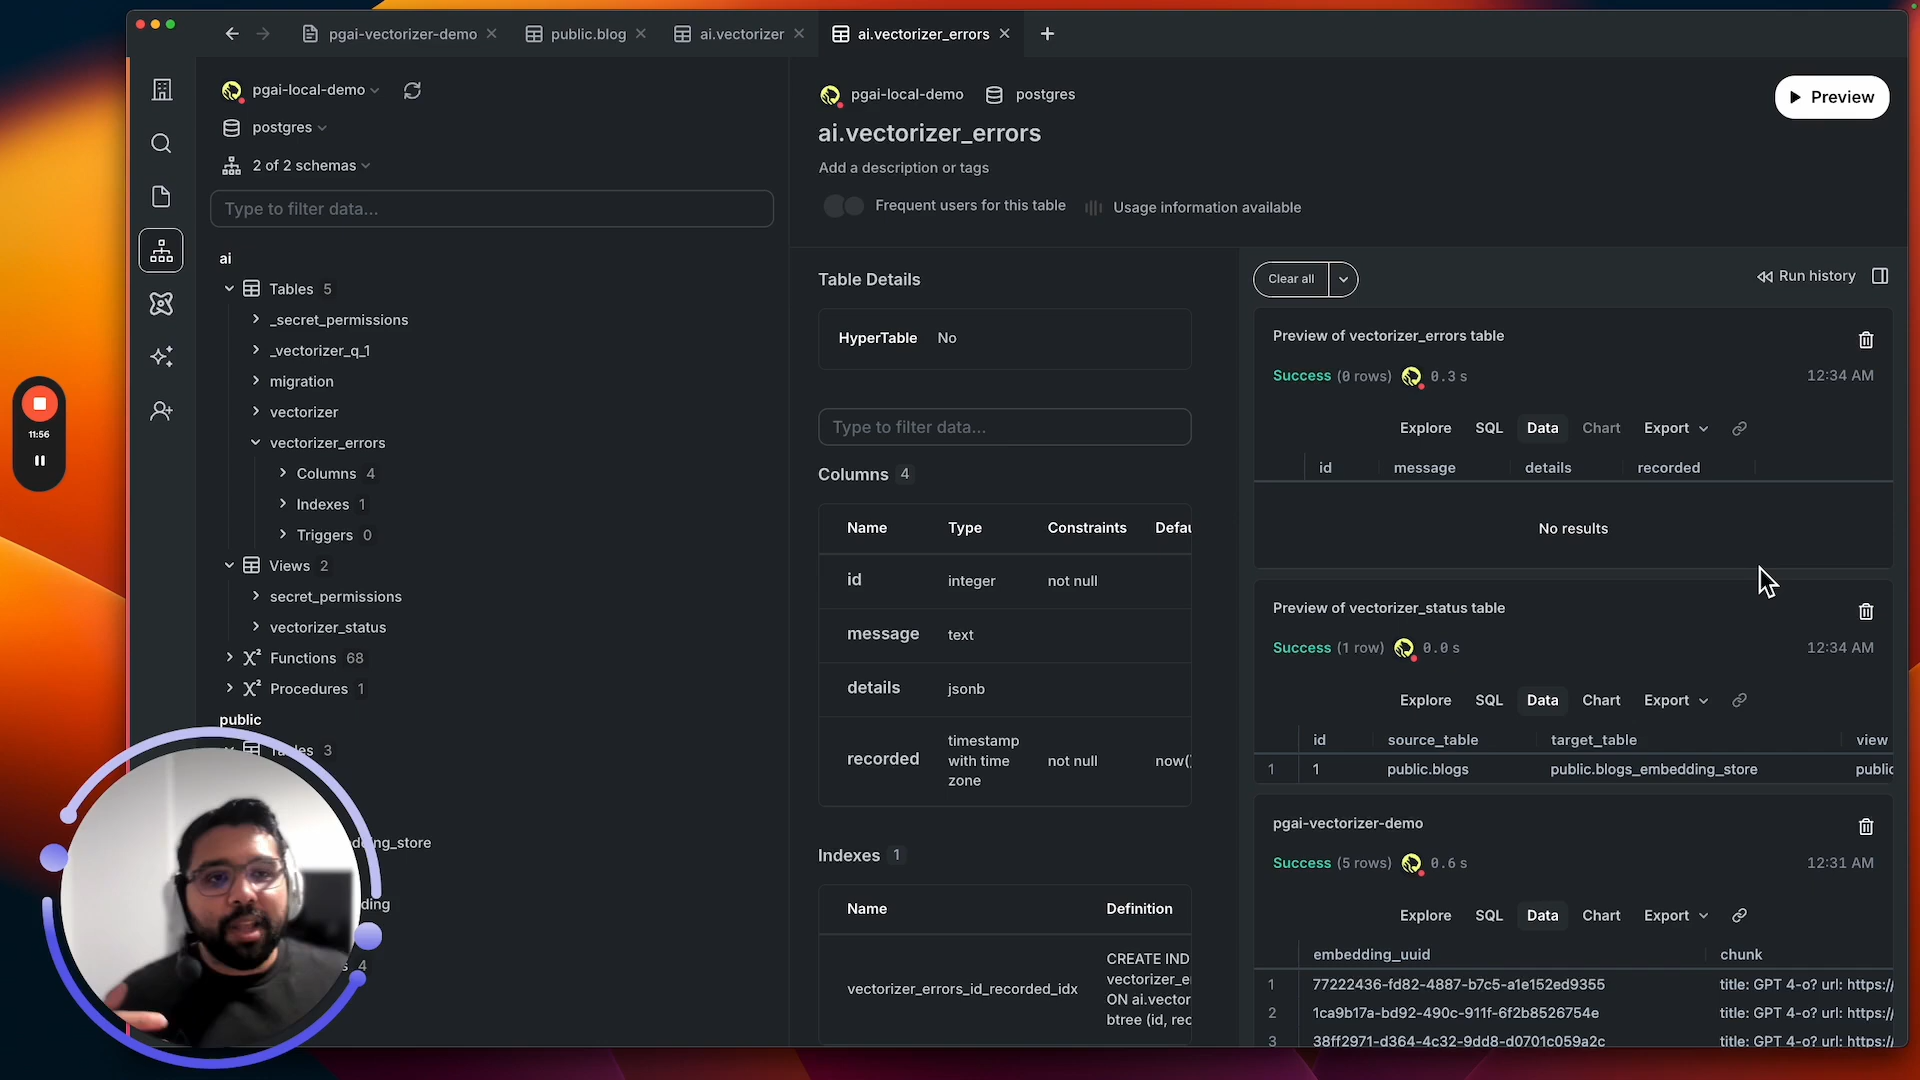 pgai-vectorizer-demo
public.blog
ai.vectorizer
ai.vectorizer_errors
pgai-local-demo
postgres
2 of 2 schemas
Type to filter data...
ai
Tables 5
_secret_permissions
_vectorizer_q_1
migration
vectorizer
vectorizer_errors
Columns 4
Indexes 1
Triggers 0
Views 2
secret_permissions
vectorizer_status
Functions 68
Procedures 1
public
Tables 3
dding_store
ding
s 4
11:56
pgai-local-demo postgres
Preview
ai.vectorizer_errors
Add a description or tags
Frequent users for this table
Usage information available
Table Details
HyperTable No
Type to filter data...
Columns 4
Name Type Constraints Defau
id integer not null
message text
details jsonb
recorded timestamp with time zone not null now()
Indexes 1
Name Definition
vectorizer_errors_id_recorded_idx
CREATE IND
vectorizer_e
ON ai.vector
btree (id, rec
Clear all
Run history
Preview of vectorizer_errors table
Success (0 rows) 0.3 s 12:34 AM
Explore SQL Data Chart Export
id message details recorded
No results
Preview of vectorizer_status table
Success (1 row) 0.0 s 12:34 AM
Explore SQL Data Chart Export
id source_table target_table view
1 1 public.blogs public.blogs_embedding_store public
pgai-vectorizer-demo
Success (5 rows) 0.6 s 12:31 AM
Explore SQL Data Chart Export
embedding_uuid chunk
1 77222436-fd82-4887-b7c5-a1e152ed9355 title: GPT 4-o? url: https://
2 1ca9b17a-bd92-490c-911f-6f2b8526754e title: GPT 4-o? url: https://
3 38ff2971-d364-4c32-9dd8-d0701c059a2c title: GPT 4-o? url: https://